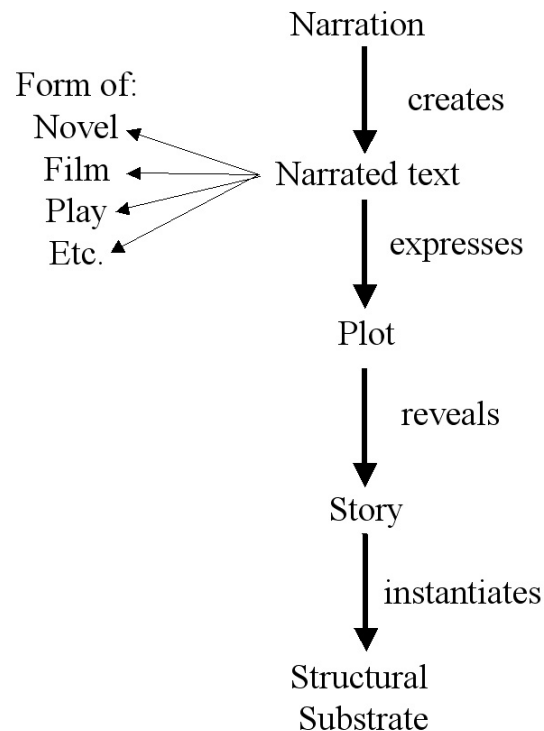 Narration
creates
Form of:
Novel
Film
Play
Etc.
Narrated text
expresses
Plot
reveals
Story
instantiates
Structural
Substrate